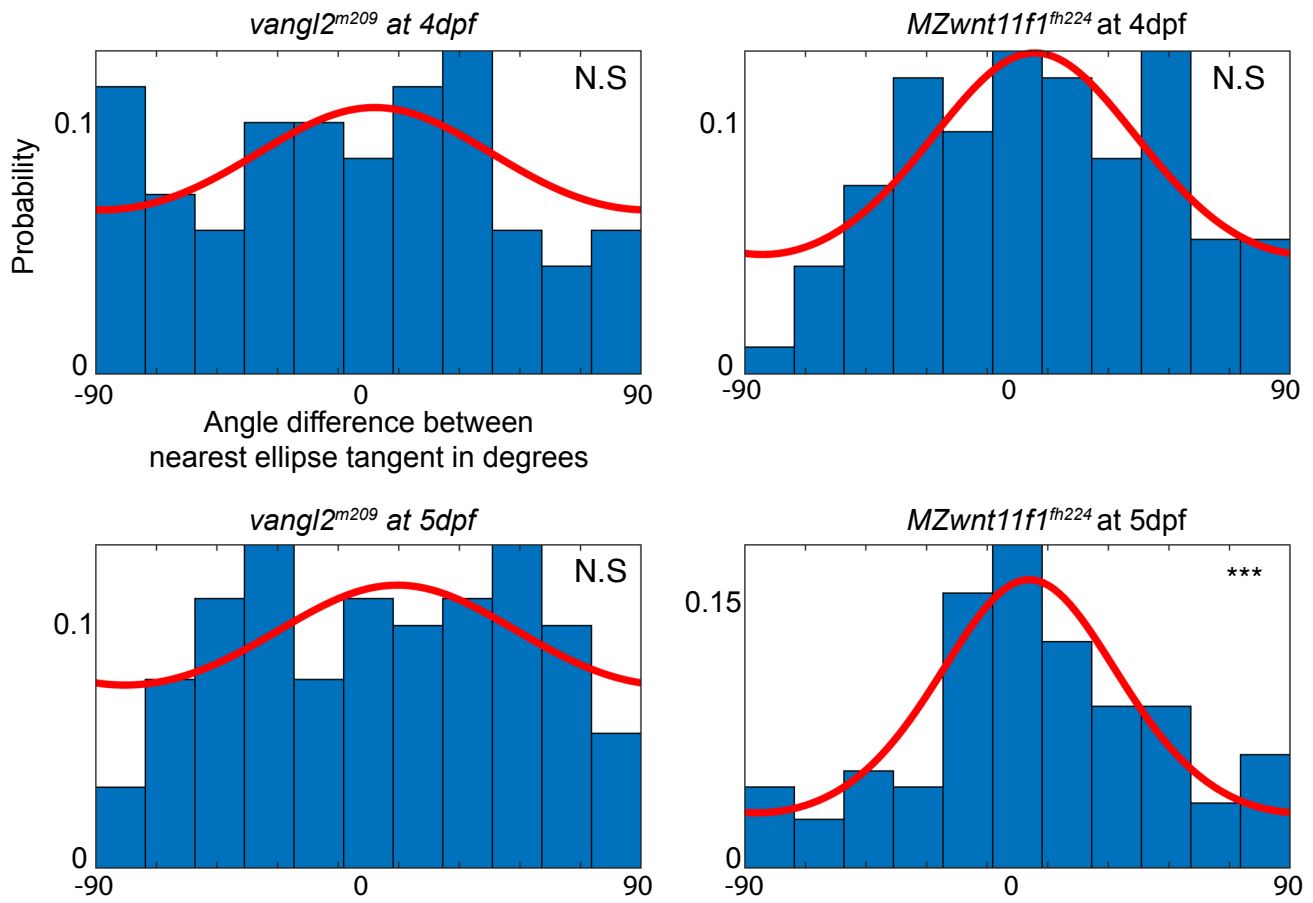 vangl2m209 at 4dpf
N.S
Probability
0.1
0
-90
0
90
Angle difference between
nearest ellipse tangent in degrees
MZwnt11f1fh224 at 4dpf
N.S
0.1
0
-90
0
90
vangl2m209 at 5dpf
N.S
0.1
0
-90
0
90
MZwnt11f1fh224 at 5dpf
***
0.15
0
-90
0
90